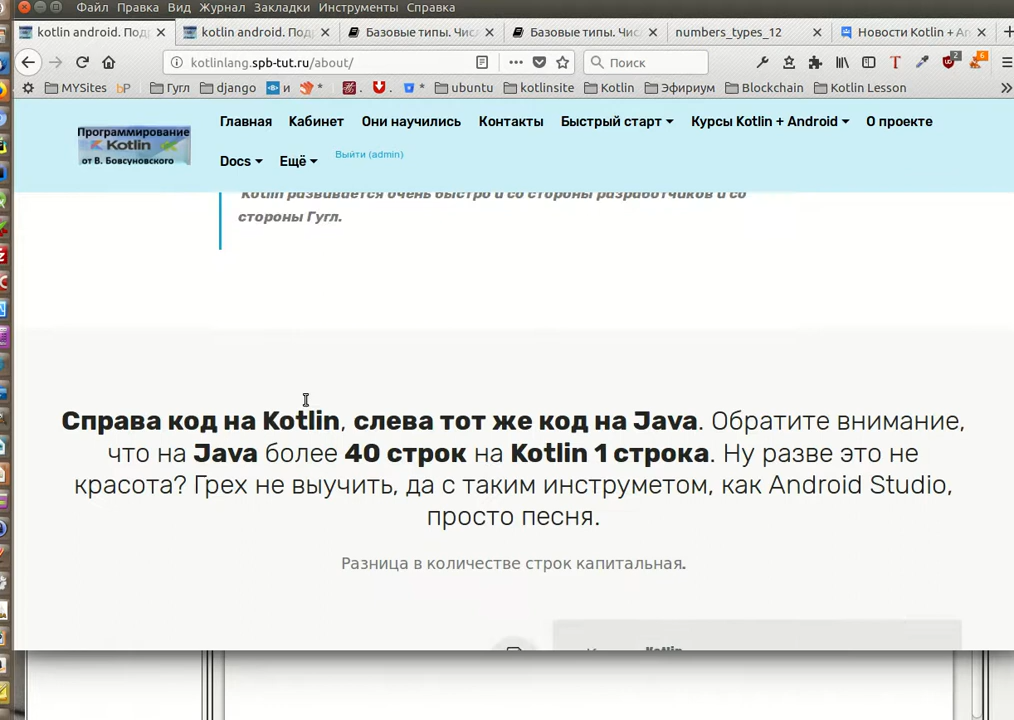 Файл Правка Вид Журнал Закладки Инструменты Справка
kotlin android. Под
kotlin android. Под
Базовые типы. Чис
Базовые типы. Чис
numbers_types_12
Новости Kotlin + Ап
kotlinlang.spb-tut.ru/about/
Поиск
2
6
MYSites
bP
Гугл
django
и
*
.
.
*
ubuntu
kotlinsite
Kotlin
Эфириум
Blockchain
Kotlin Lesson
Программирование
Kotlin
от В. Бовсуновского
Главная Кабинет Они научились Контакты Быстрый старт Курсы Kotlin + Android О проекте
Docs Ещё Выйти (admin)
Kotlin развивается очень быстро и со стороны разработчиков и со
стороны Гугл.
Справа код на Kotlin, слева тот же код на Java. Обратите внимание,
что на Java более 40 строк на Kotlin 1 строка. Ну разве это не
красота? Грех не выучить, да с таким инструметом, как Android Studio,
просто песня.
Разница в количестве строк капитальная.
Kotlin